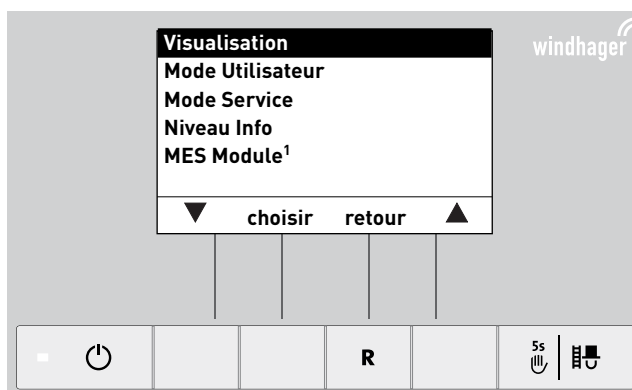 Visualisation
windhager
Mode Utilisateur
Mode Service
Niveau Info
MES Module¹
choisir retour
R
5s